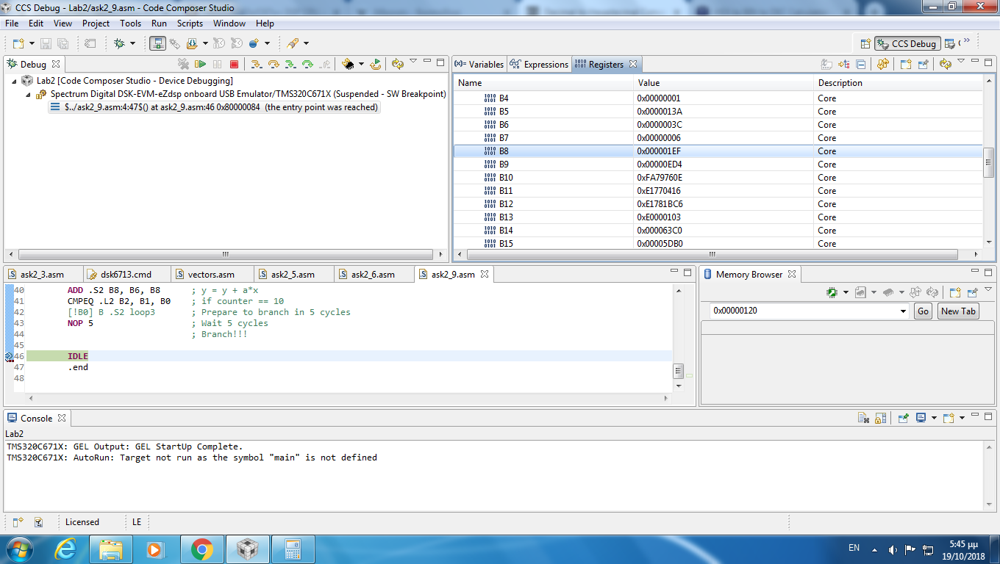 CCS Debug - Lab2/ask2_9.asm - Code Composer Studio
File Edit View Project Tools Run Scripts Window Help
CCS Debug
Debug
Lab2 [Code Composer Studio - Device Debugging]
Spectrum Digital DSK-EVM-eZdsp onboard USB Emulator/TMS320C671X (Suspended - SW Breakpoint)
$../ask2_9.asm:4:47$() at ask2_9.asm:46 0x80000084 (the entry point was reached)
(x)= Variables Expressions Registers
Name Value Description
B4 0x00000001 Core
B5 0x0000013A Core
B6 0x0000003C Core
B7 0x00000006 Core
B8 0x000001EF Core
B9 0x00000ED4 Core
B10 0xFA79760E Core
B11 0xE1770416 Core
B12 0xE1781BC6 Core
B13 0xE0000103 Core
B14 0x000063C0 Core
B15 0x00005DB0 Core
ask2_3.asm dsk6713.cmd vectors.asm ask2_5.asm ask2_6.asm ask2_9.asm
40 ADD .S2 B8, B6, B8 ; y = y + a*x
41 CMPEQ .L2 B2, B1, B0 ; if counter == 10
42 [!B0] B .S2 loop3 ; Prepare to branch in 5 cycles
43 NOP 5 ; Wait 5 cycles
44 ; Branch!!!
45
46 IDLE
47 .end
48
Memory Browser
0x00000120 Go New Tab
Console
Lab2
TMS320C671X: GEL Output: GEL StartUp Complete.
TMS320C671X: AutoRun: Target not run as the symbol "main" is not defined
Licensed LE
EN
5:45 μμ
19/10/2018